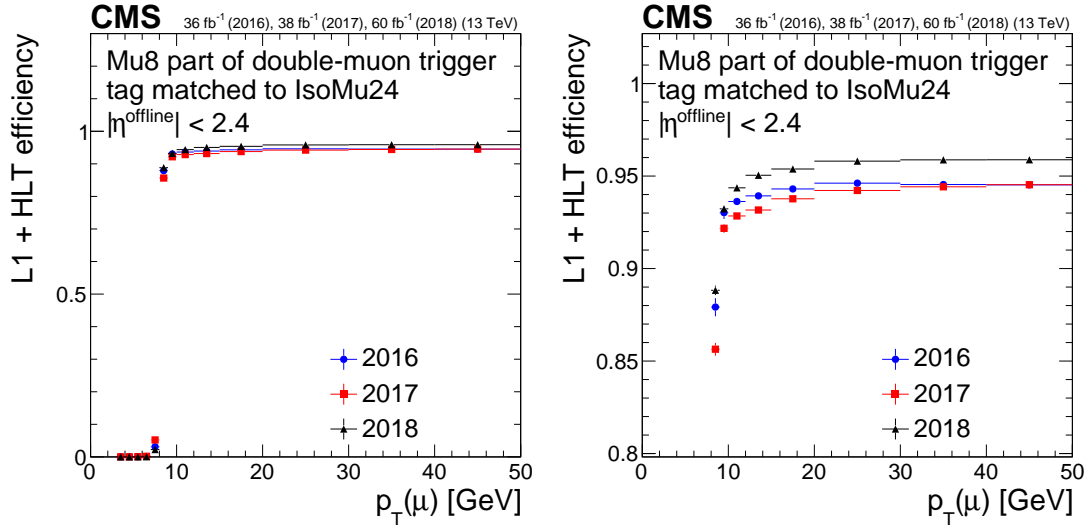 CMS
36 fb⁻¹ (2016), 38 fb⁻¹ (2017), 60 fb⁻¹ (2018) (13 TeV)
L1 + HLT efficiency
Mu8 part of double-muon trigger
tag matched to IsoMu24
|η^offline| < 2.4
1
0.5
0
2016
2017
2018
0 10 20 30 40 50
p_T(μ) [GeV]
CMS
36 fb⁻¹ (2016), 38 fb⁻¹ (2017), 60 fb⁻¹ (2018) (13 TeV)
L1 + HLT efficiency
Mu8 part of double-muon trigger
tag matched to IsoMu24
|η^offline| < 2.4
1
0.95
0.9
0.85
0.8
2016
2017
2018
0 10 20 30 40 50
p_T(μ) [GeV]